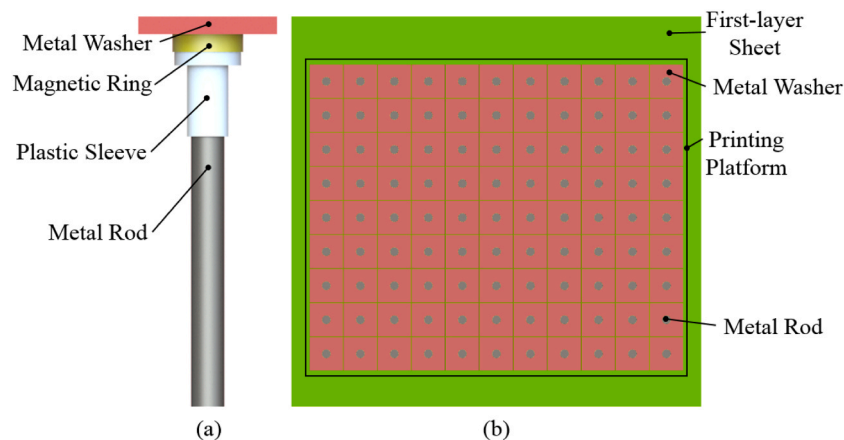 Metal Washer
Magnetic Ring
Plastic Sleeve
Metal Rod
(a)
First-layer
Sheet
Metal Washer
Printing
Platform
Metal Rod
(b)